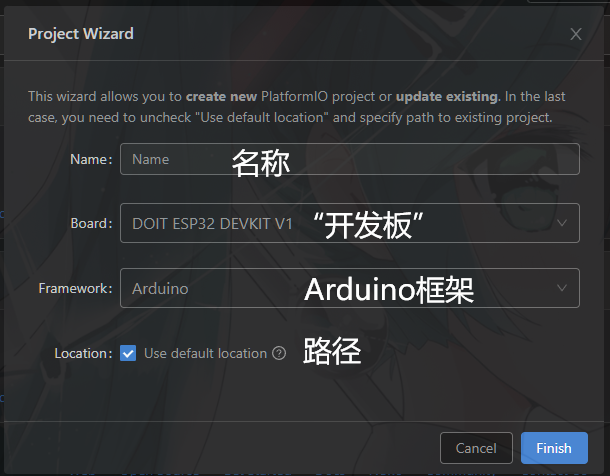 Project Wizard
This wizard allows you to create new PlatformIO project or update existing. In the last
case, you need to uncheck "Use default location" and specify path to existing project.
Name: Name 名称
Board: DOIT ESP32 DEVKIT V1 “开发板”
Framework: Arduino Arduino框架
Location: Use default location 路径
Cancel Finish